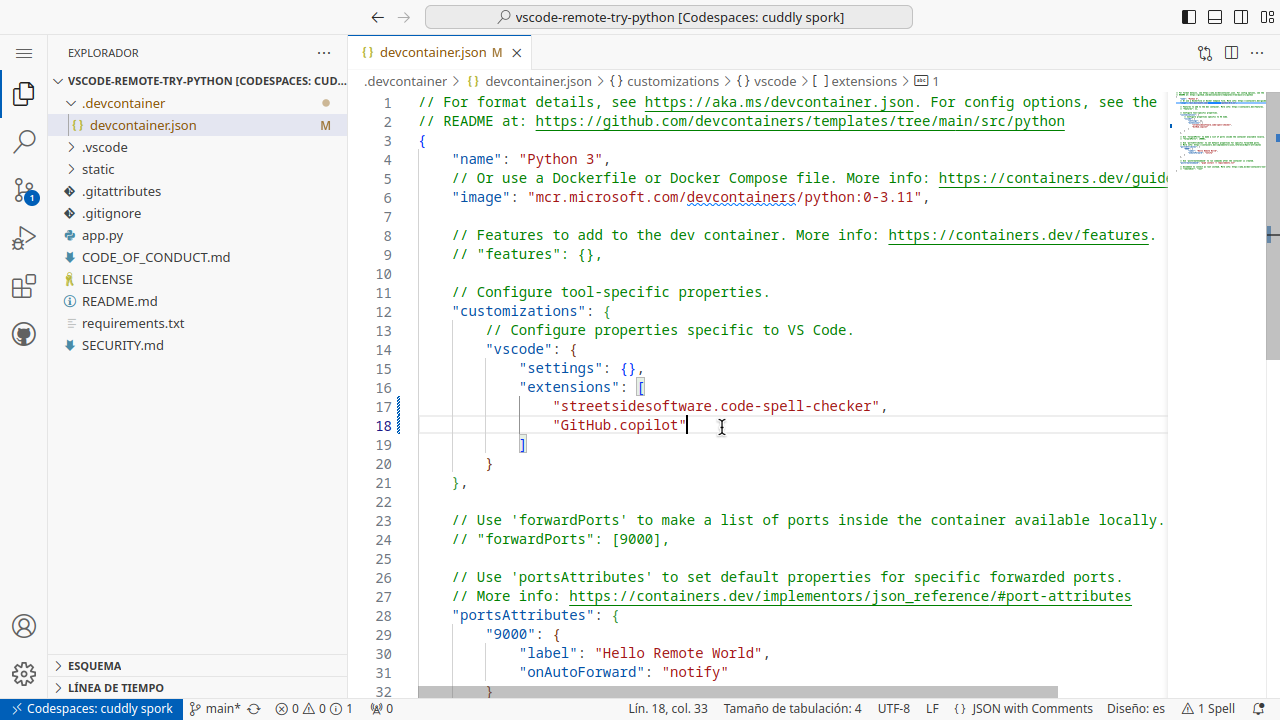 vscode-remote-try-python [Codespaces: cuddly spork]
EXPLORADOR
VSCODE-REMOTE-TRY-PYTHON [CODESPACES: CUD...
.devcontainer
devcontainer.json M
.vscode
static
.gitattributes
.gitignore
app.py
CODE_OF_CONDUCT.md
LICENSE
README.md
requirements.txt
SECURITY.md
ESQUEMA
LÍNEA DE TIEMPO
1
devcontainer.json M
.devcontainer > devcontainer.json > { } customizations > { } vscode > [ ] extensions > abc 1
1 // For format details, see https://aka.ms/devcontainer.json. For config options, see the
2 // README at: https://github.com/devcontainers/templates/tree/main/src/python
3 {
4 "name": "Python 3",
5 // Or use a Dockerfile or Docker Compose file. More info: https://containers.dev/guide
6 "image": "mcr.microsoft.com/devcontainers/python:0-3.11",
7
8 // Features to add to the dev container. More info: https://containers.dev/features.
9 // "features": {},
10
11 // Configure tool-specific properties.
12 "customizations": {
13 // Configure properties specific to VS Code.
14 "vscode": {
15 "settings": {},
16 "extensions": [
17 "streetsidesoftware.code-spell-checker",
18 "GitHub.copilot"
19 ]
20 }
21 },
22
23 // Use 'forwardPorts' to make a list of ports inside the container available locally.
24 // "forwardPorts": [9000],
25
26 // Use 'portsAttributes' to set default properties for specific forwarded ports.
27 // More info: https://containers.dev/implementors/json_reference/#port-attributes
28 "portsAttributes": {
29 "9000": {
30 "label": "Hello Remote World",
31 "onAutoForward": "notify"
32 }
Codespaces: cuddly spork main* 0 0 1 0 Lín. 18, col. 33 Tamaño de tabulación: 4 UTF-8 LF { } JSON with Comments Diseño: es 1 Spell